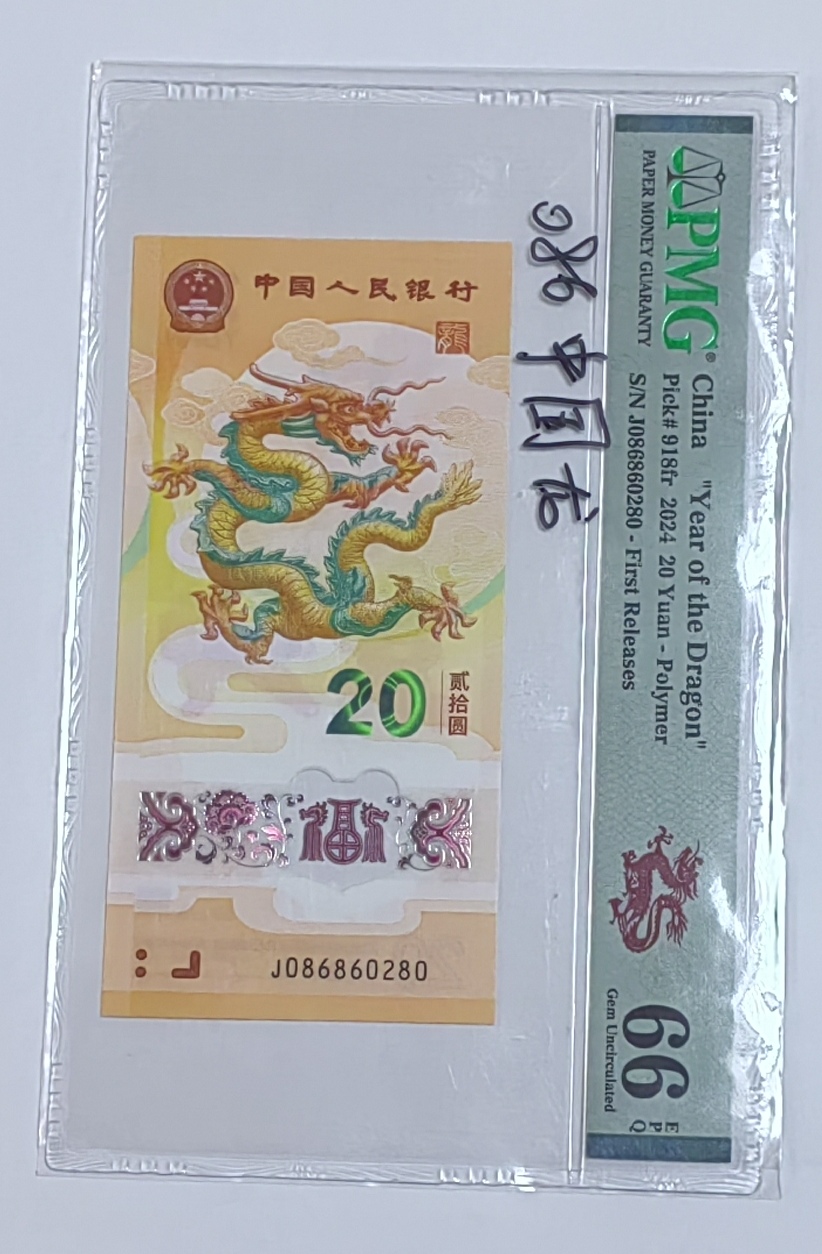 中国人民银行
龍
20
贰拾圆
J086860280
086 中国龙
PMG®
PAPER MONEY GUARANTY
China "Year of the Dragon"
Pick# 918fr 2024 20 Yuan - Polymer
S/N J086860280 - First Releases
66 EPQ
Gem Uncirculated